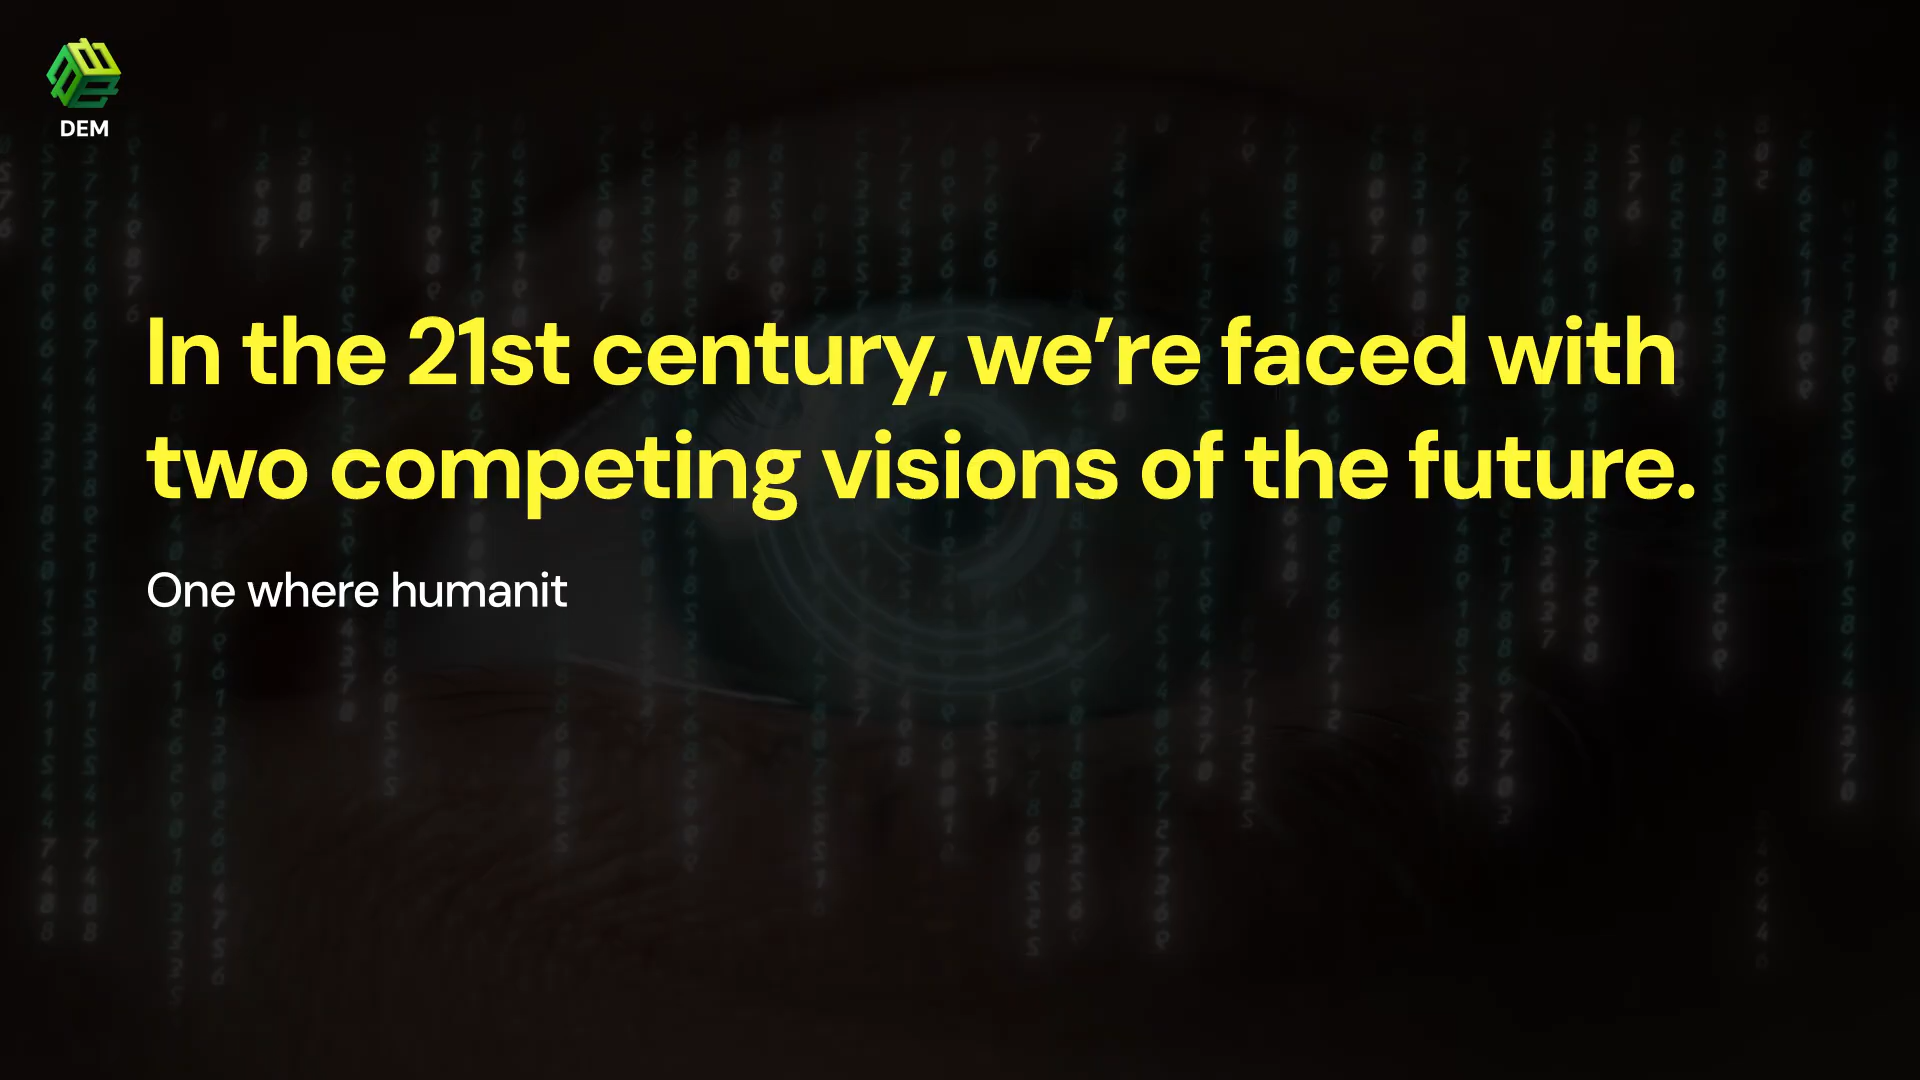 DEM
In the 21st century, we’re faced with
two competing visions of the future.
One where humanit